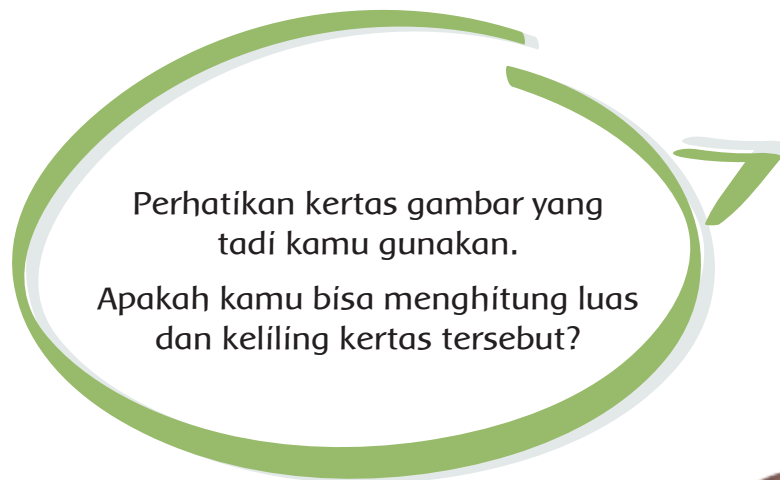 Perhatikan kertas gambar yang
tadi kamu gunakan.
Apakah kamu bisa menghitung luas
dan keliling kertas tersebut?